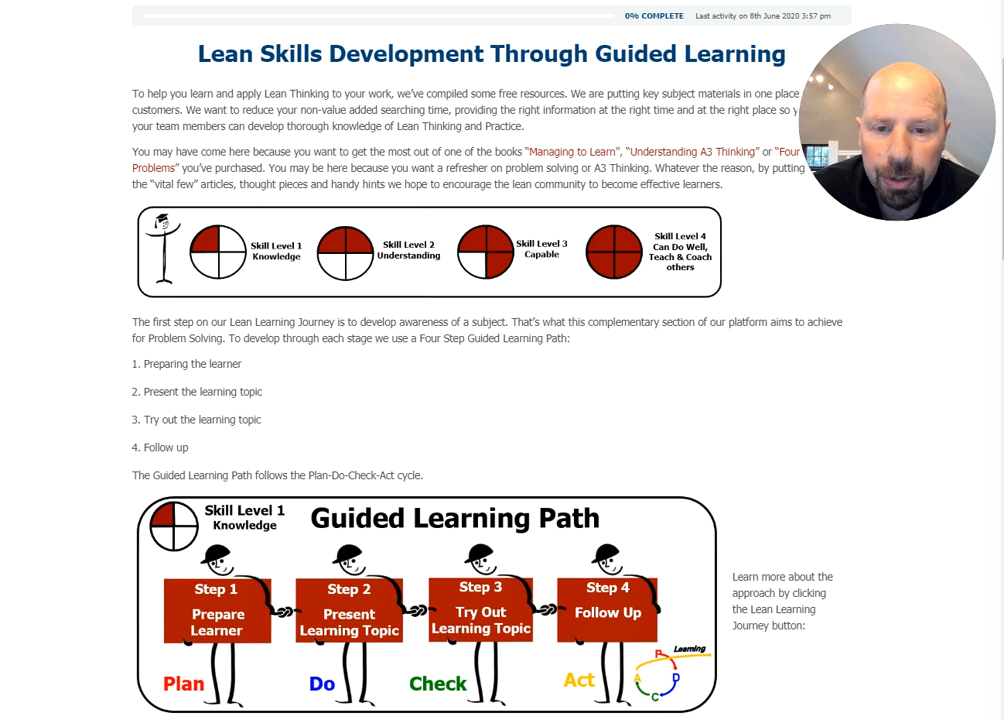 0% COMPLETE Last activity on 8th June 2020 3:57 pm
Lean Skills Development Through Guided Learning
To help you learn and apply Lean Thinking to your work, we've compiled some free resources. We are putting key subject materials in one place
customers. We want to reduce your non-value added searching time, providing the right information at the right time and at the right place so
your team members can develop thorough knowledge of Lean Thinking and Practice.
You may have come here because you want to get the most out of one of the books "Managing to Learn", "Understanding A3 Thinking" or "Four
Problems" you've purchased. You may be here because you want a refresher on problem solving or A3 Thinking. Whatever the reason, by putting
the "vital few" articles, thought pieces and handy hints we hope to encourage the lean community to become effective learners.
Skill Level 1
Knowledge
Skill Level 2
Understanding
Skill Level 3
Capable
Skill Level 4
Can Do Well,
Teach & Coach
others
The first step on our Lean Learning Journey is to develop awareness of a subject. That's what this complementary section of our platform aims to achieve
for Problem Solving. To develop through each stage we use a Four Step Guided Learning Path:
1. Preparing the learner
2. Present the learning topic
3. Try out the learning topic
4. Follow up
The Guided Learning Path follows the Plan-Do-Check-Act cycle.
Skill Level 1
Knowledge
Guided Learning Path
Step 1
Prepare
Learner
Step 2
Present
Learning Topic
Step 3
Try Out
Learning Topic
Step 4
Follow Up
Plan
Do
Check
Act
Learning
P
A
D
C
Learn more about the
approach by clicking
the Lean Learning
Journey button: